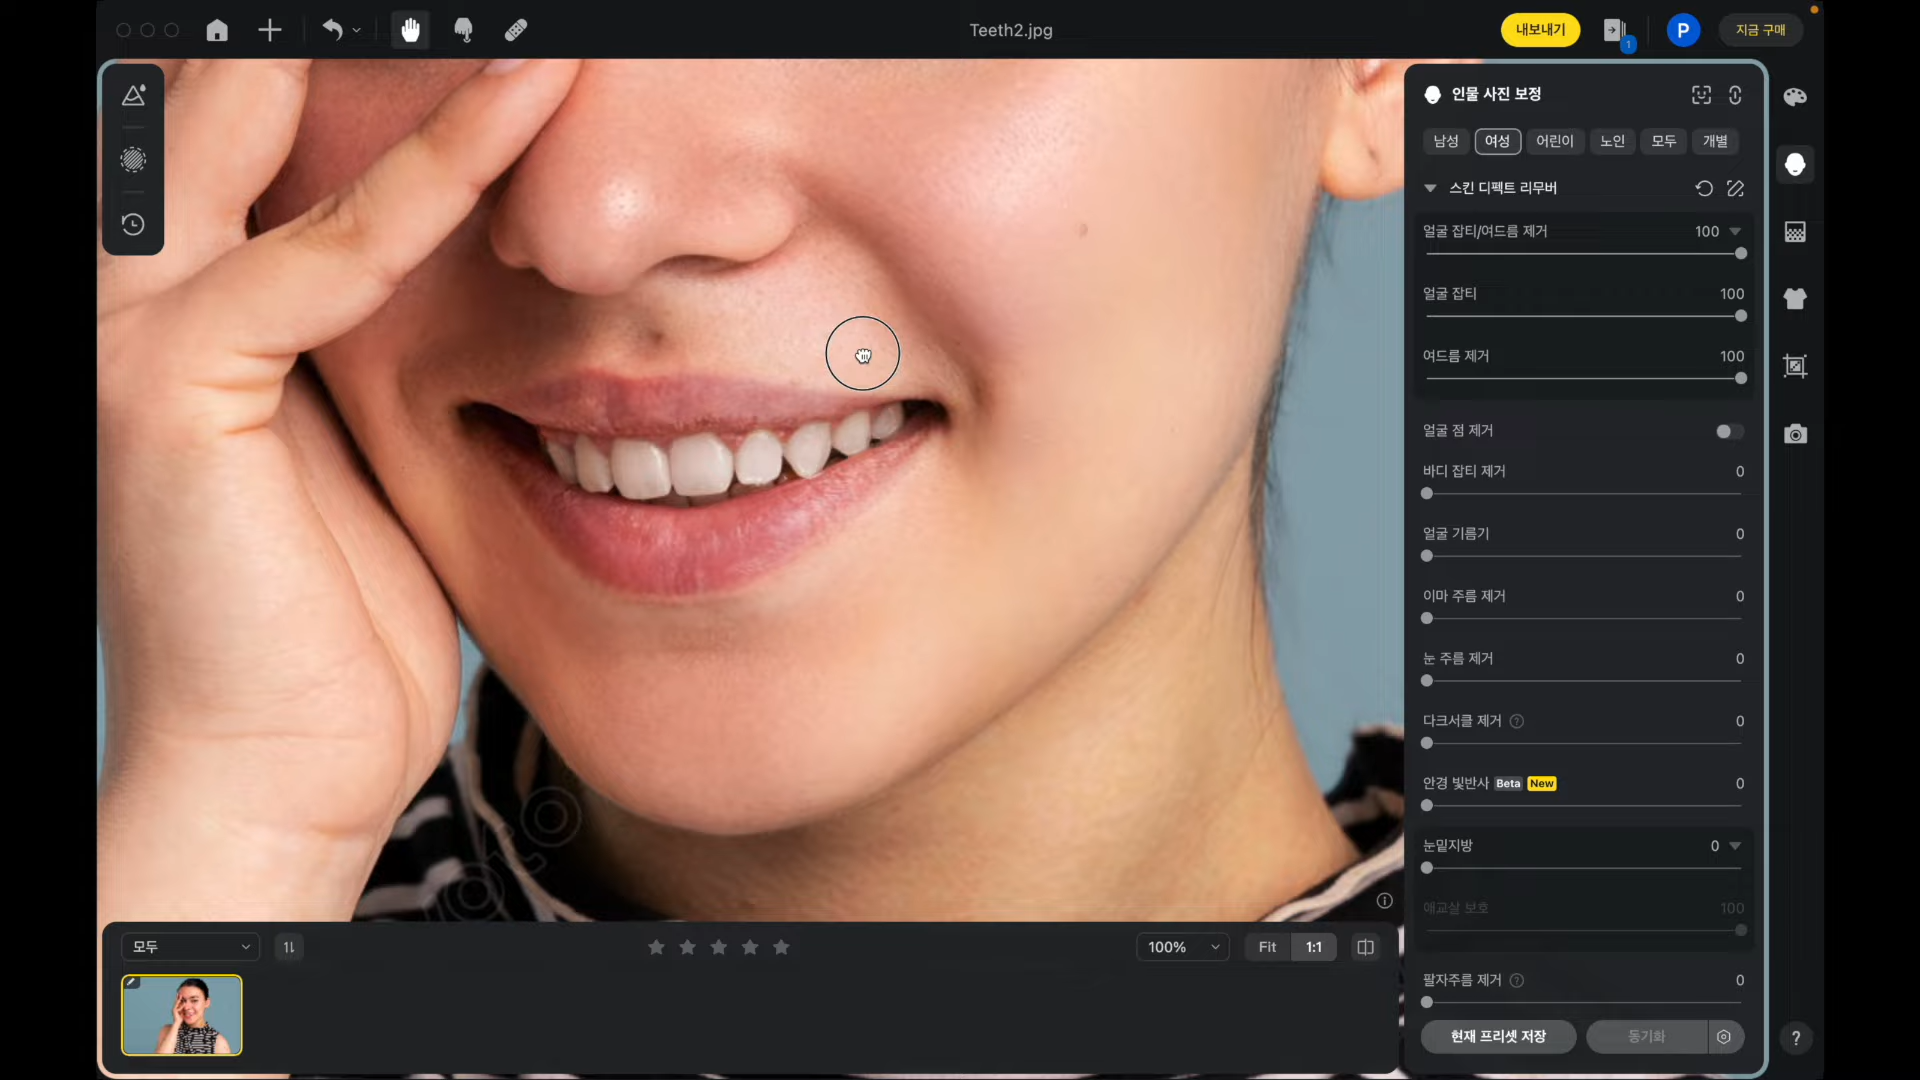 Teeth2.jpg
내보내기
1
P
지금 구매
인물 사진 보정
남성 여성 어린이 노인 모두 개별
스킨 디펙트 리무버
얼굴 잡티/여드름 제거 100
얼굴 잡티 100
여드름 제거 100
얼굴 점 제거
바디 잡티 제거 0
얼굴 기름기 0
이마 주름 제거 0
눈 주름 제거 0
다크서클 제거 ? 0
안경 빛반사 Beta New 0
눈밑지방 0
애교살 보호 100
팔자주름 제거 ? 0
현재 프리셋 저장 동기화
?
모두
100% Fit 1:1